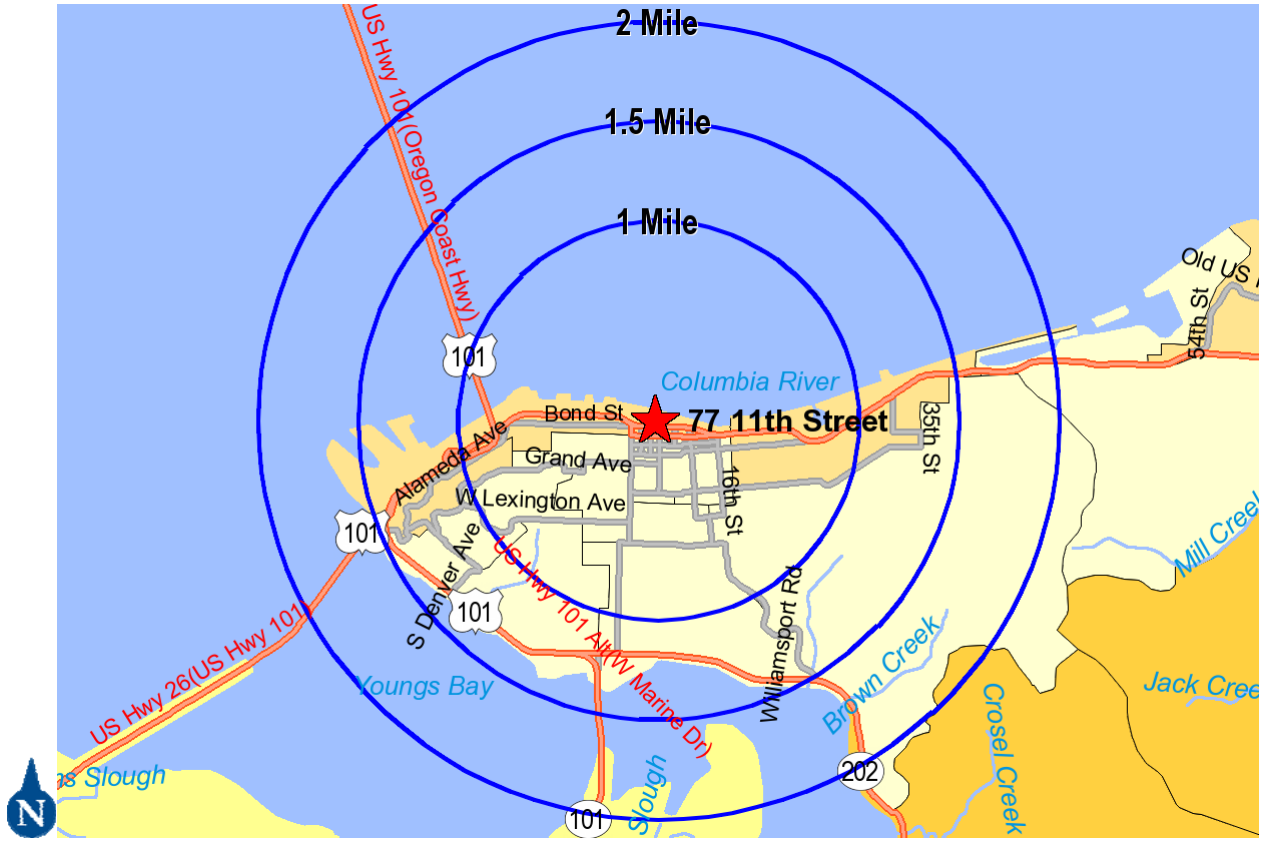 2 Mile
US Hwy 101(Oregon Coast Hwy)
1.5 Mile
1 Mile
Old US
54th St
101
Columbia River
Bond St
77 11th Street
35th St
Alameda Ave
Grand Ave
16th St
W Lexington Ave
101
US Hwy 101 Alt(W Marine Dr)
S Denver Ave
101
Mill Creek
Williamsport Rd
US Hwy 26(US Hwy 101)
Brown Creek
Youngs Bay
Jack Cree
Crosel Creek
202
ns Slough
Slough
101
N